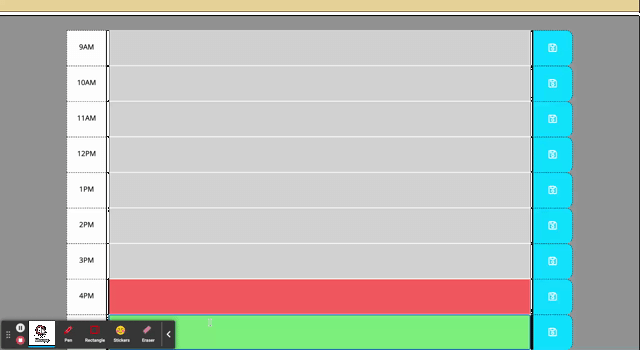 9AM
10AM
11AM
12PM
1PM
2PM
3PM
4PM
Pen
Rectangle
Stickers
Eraser